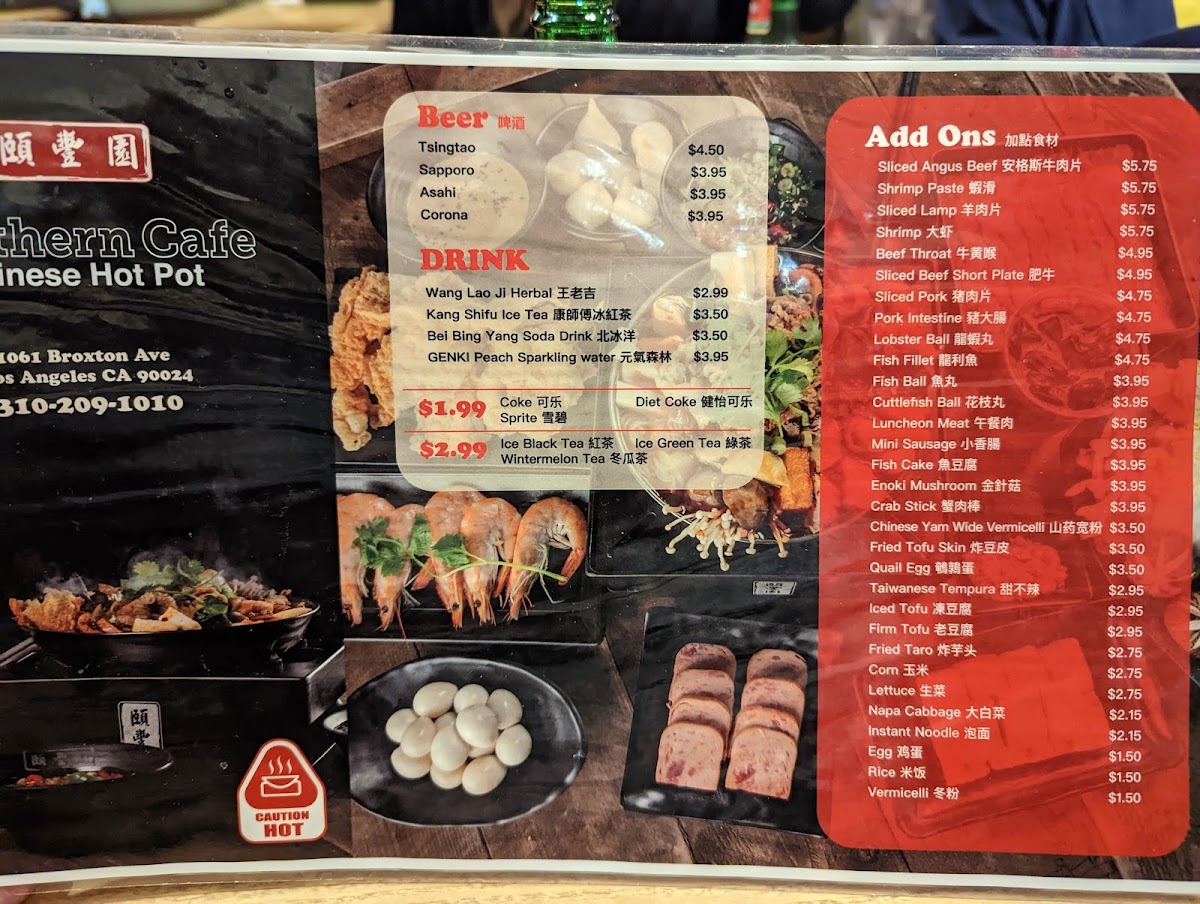 頤豐園
thern Cafe
inese Hot Pot
1061 Broxton Ave
os Angeles CA 90024
310-209-1010
頤豐
CAUTION
HOT
Beer 啤酒
Tsingtao $4.50
Sapporo $3.95
Asahi $3.95
Corona $3.95
DRINK
Wang Lao Ji Herbal 王老吉 $2.99
Kang Shifu Ice Tea 康師傅冰紅茶 $3.50
Bei Bing Yang Soda Drink 北冰洋 $3.50
GENKI Peach Sparkling water 元氣森林 $3.95
$1.99 Coke 可乐 Diet Coke 健怡可乐
Sprite 雪碧
$2.99 Ice Black Tea 紅茶 Ice Green Tea 綠茶
Wintermelon Tea 冬瓜茶
Add Ons 加點食材
Sliced Angus Beef 安格斯牛肉片 $5.75
Shrimp Paste 蝦滑 $5.75
Sliced Lamp 羊肉片 $5.75
Shrimp 大虾 $5.75
Beef Throat 牛黄喉 $4.95
Sliced Beef Short Plate 肥牛 $4.95
Sliced Pork 猪肉片 $4.75
Pork Intestine 豬大腸 $4.75
Lobster Ball 龍蝦丸 $4.75
Fish Fillet 龍利魚 $4.75
Fish Ball 魚丸 $3.95
Cuttlefish Ball 花枝丸 $3.95
Luncheon Meat 午餐肉 $3.95
Mini Sausage 小香腸 $3.95
Fish Cake 魚豆腐 $3.95
Enoki Mushroom 金針菇 $3.95
Crab Stick 蟹肉棒 $3.95
Chinese Yam Wide Vermicelli 山药宽粉 $3.50
Fried Tofu Skin 炸豆皮 $3.50
Quail Egg 鵪鶉蛋 $3.50
Taiwanese Tempura 甜不辣 $2.95
Iced Tofu 凍豆腐 $2.95
Firm Tofu 老豆腐 $2.95
Fried Taro 炸芋头 $2.75
Corn 玉米 $2.75
Lettuce 生菜 $2.75
Napa Cabbage 大白菜 $2.15
Instant Noodle 泡面 $2.15
Egg 鸡蛋 $1.50
Rice 米饭 $1.50
Vermicelli 冬粉 $1.50